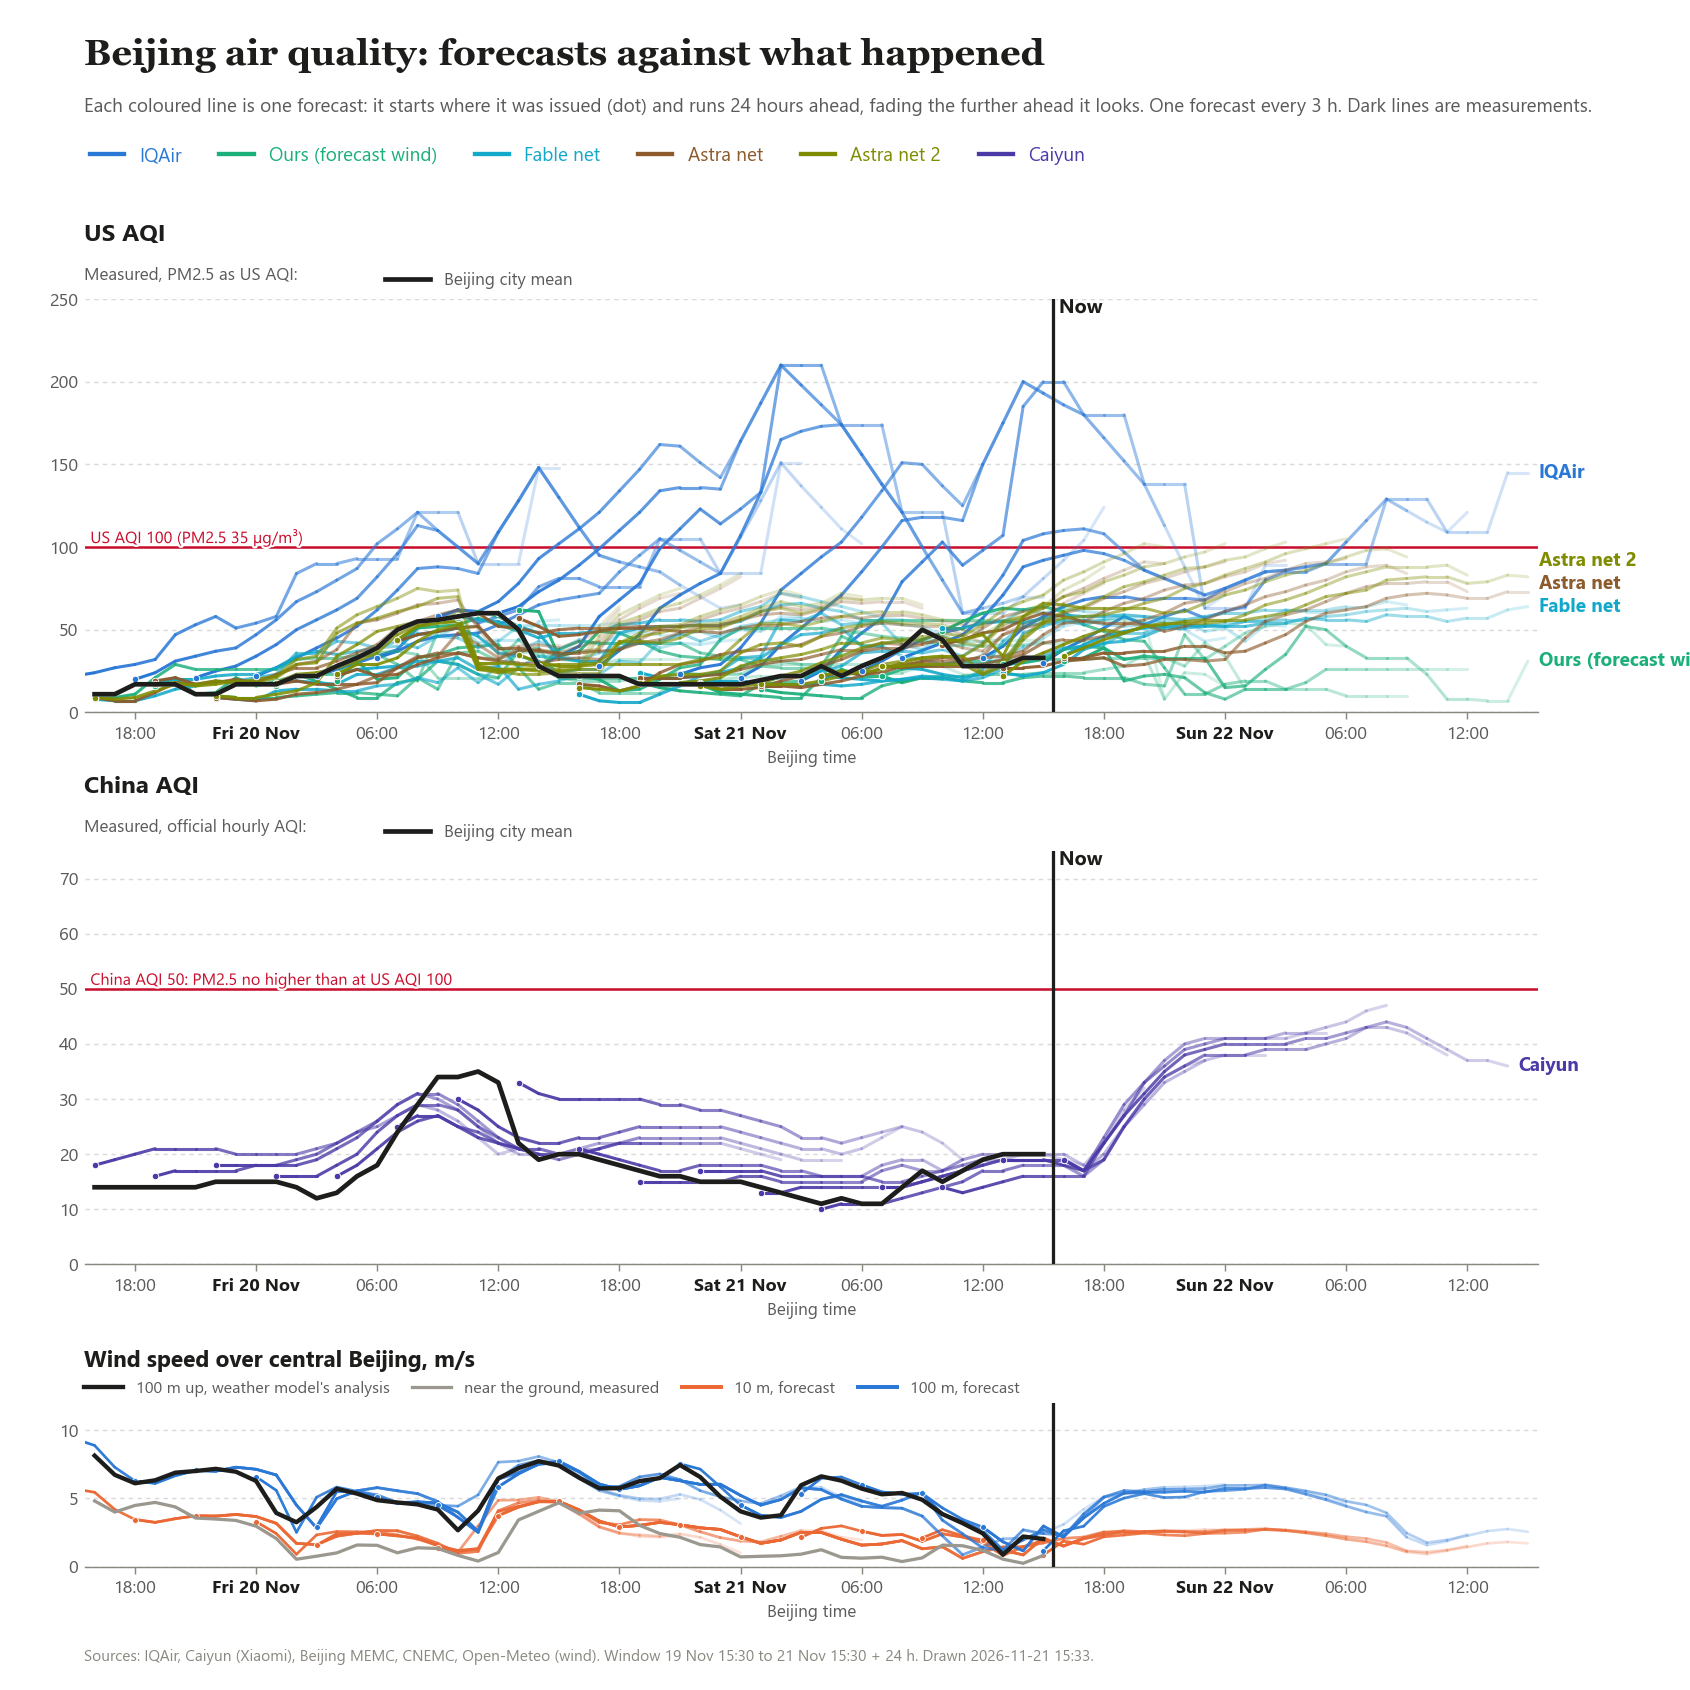 Beijing air quality: forecasts against what happened
Each coloured line is one forecast: it starts where it was issued (dot) and runs 24 hours ahead, fading the further ahead it looks. One forecast every 3 h. Dark lines are measurements.
IQAir Ours (forecast wind) Fable net Astra net Astra net 2 Caiyun
US AQI
Measured, PM2.5 as US AQI: Beijing city mean
250
Now
200
150
IQAir
US AQI 100 (PM2.5 35 µg/m³)
100
Astra net 2
Astra net
Fable net
50
Ours (forecast wi
0
18:00 Fri 20 Nov 06:00 12:00 18:00 Sat 21 Nov 06:00 12:00 18:00 Sun 22 Nov 06:00 12:00
Beijing time
China AQI
Measured, official hourly AQI: Beijing city mean
Now
70
60
China AQI 50: PM2.5 no higher than at US AQI 100
50
40
Caiyun
30
20
10
0
18:00 Fri 20 Nov 06:00 12:00 18:00 Sat 21 Nov 06:00 12:00 18:00 Sun 22 Nov 06:00 12:00
Beijing time
Wind speed over central Beijing, m/s
100 m up, weather model's analysis near the ground, measured 10 m, forecast 100 m, forecast
10
5
0
18:00 Fri 20 Nov 06:00 12:00 18:00 Sat 21 Nov 06:00 12:00 18:00 Sun 22 Nov 06:00 12:00
Beijing time
Sources: IQAir, Caiyun (Xiaomi), Beijing MEMC, CNEMC, Open-Meteo (wind). Window 19 Nov 15:30 to 21 Nov 15:30 + 24 h. Drawn 2026-11-21 15:33.